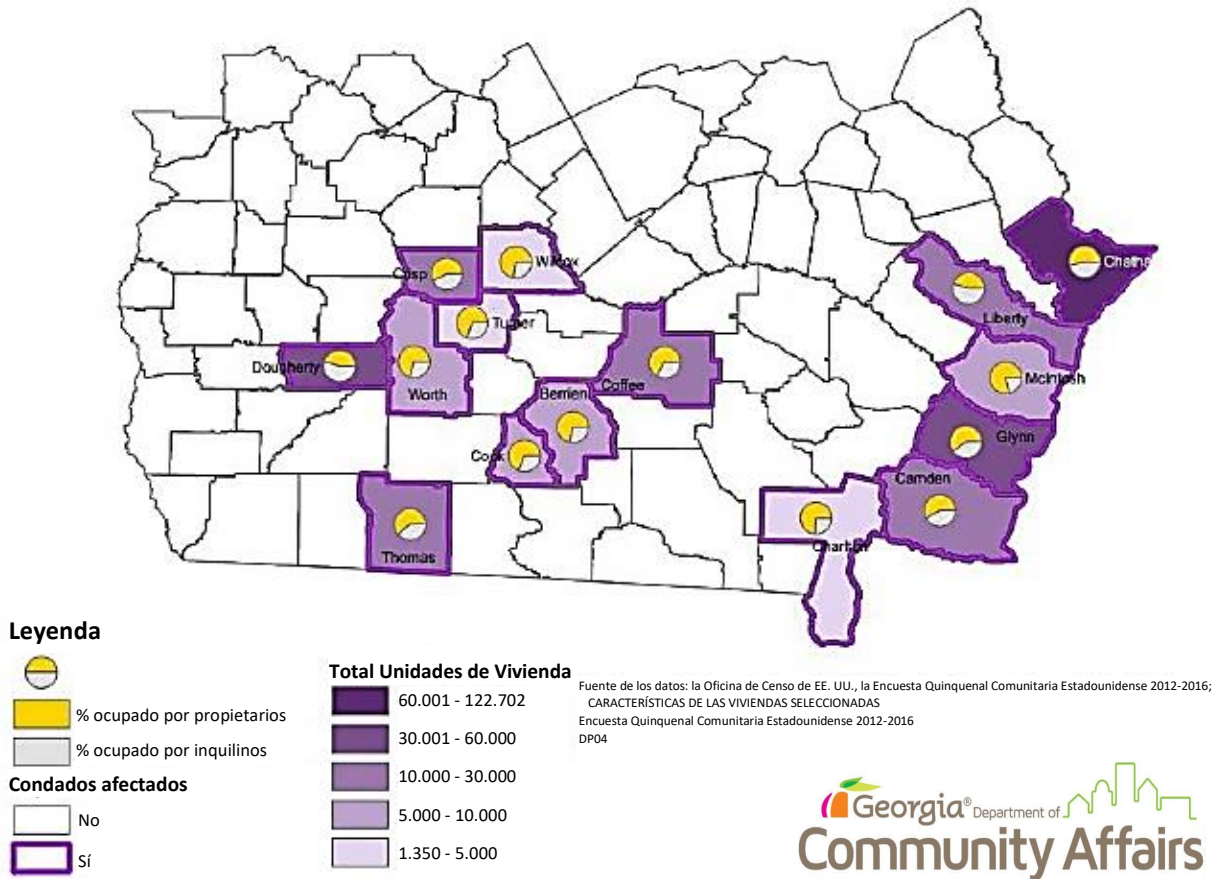 Wilcox
Crisp
Chatha
Turner
Liberty
Dougherty
Coffee
McIntosh
Worth
Berrien
Glynn
Cook
Camden
Charlton
Thomas
Leyenda
% ocupado por propietarios
% ocupado por inquilinos
Condados afectados
No
Sí
Total Unidades de Vivienda
60.001 - 122.702
30.001 - 60.000
10.000 - 30.000
5.000 - 10.000
1.350 - 5.000
Fuente de los datos: la Oficina de Censo de EE. UU., la Encuesta Quinquenal Comunitaria Estadounidense 2012-2016;
CARACTERÍSTICAS DE LAS VIVIENDAS SELECCIONADAS
Encuesta Quinquenal Comunitaria Estadounidense 2012-2016
DP04
Georgia® Department of
Community Affairs